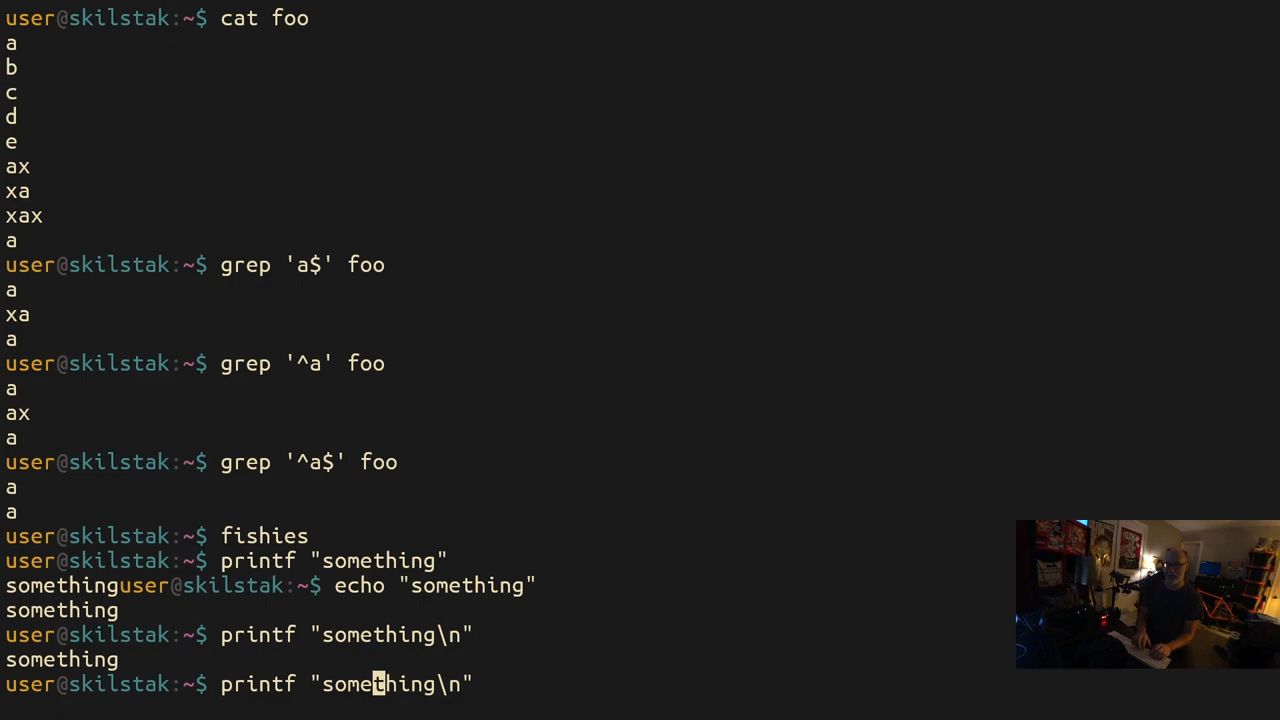 user@skilstak:~$ cat foo
a
b
c
d
e
ax
xa
xax
a
user@skilstak:~$ grep 'a$' foo
a
xa
a
user@skilstak:~$ grep '^a' foo
a
ax
a
user@skilstak:~$ grep '^a$' foo
a
a
user@skilstak:~$ fishies
user@skilstak:~$ printf "something"
somethinguser@skilstak:~$ echo "something"
something
user@skilstak:~$ printf "something\n"
something
user@skilstak:~$ printf "something\n"